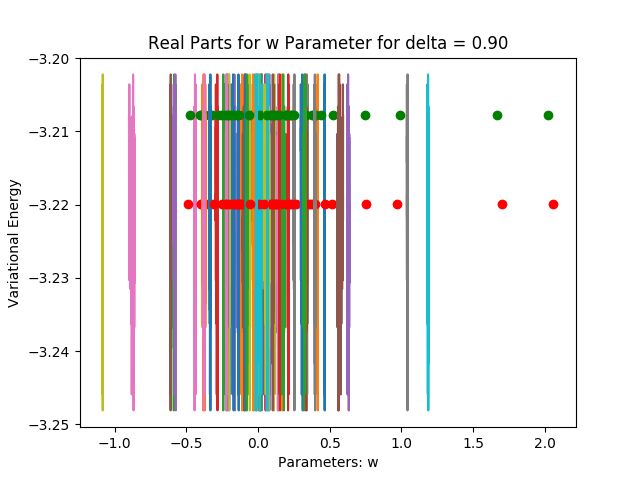 Real Parts for w Parameter for delta = 0.90
−3.20
−3.21
−3.22
−3.23
−3.24
−3.25
Variational Energy
−1.0 −0.5 0.0 0.5 1.0 1.5 2.0
Parameters: w